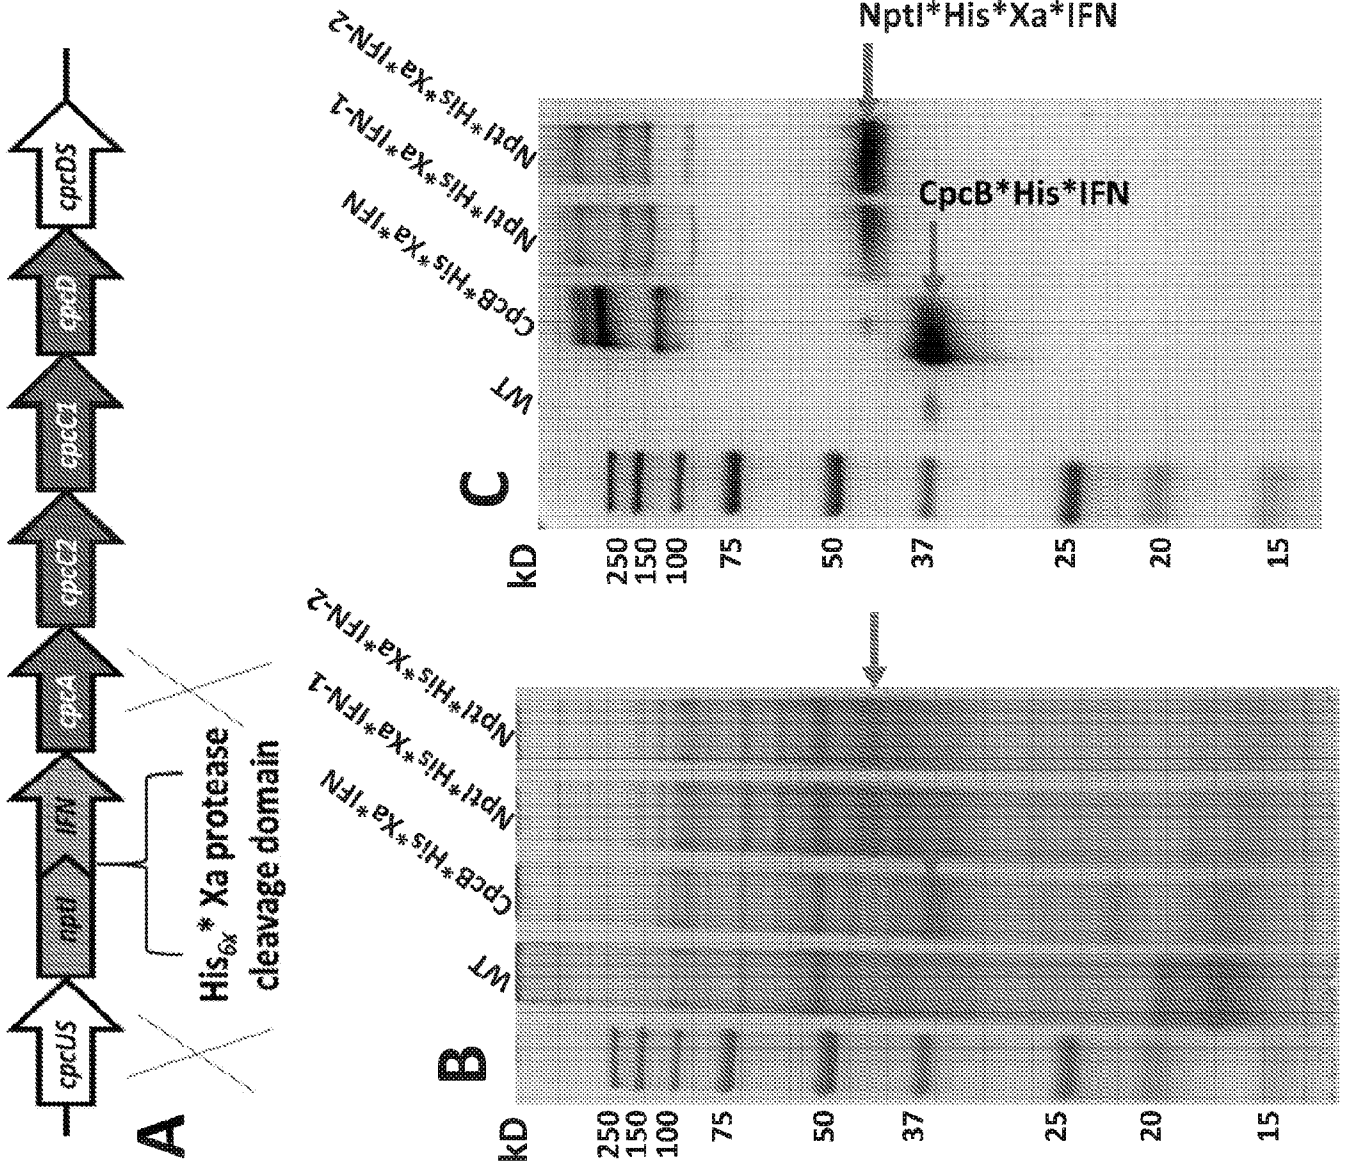 A
cpcUS
nptI
IFN
cpcA
cpcC2
cpcC1
cpcD
cpcDS
His6x* Xa protease
cleavage domain
B
kD
WT
CpcB*His*Xa*IFN
NptI*His*Xa*IFN-1
NptI*His*Xa*IFN-2
250
150
100
75
50
37
25
20
15
C
kD
WT
CpcB*His*Xa*IFN
NptI*His*Xa*IFN-1
NptI*His*Xa*IFN-2
250
150
100
75
50
37
25
20
15
NptI*His*Xa*IFN
CpcB*His*IFN